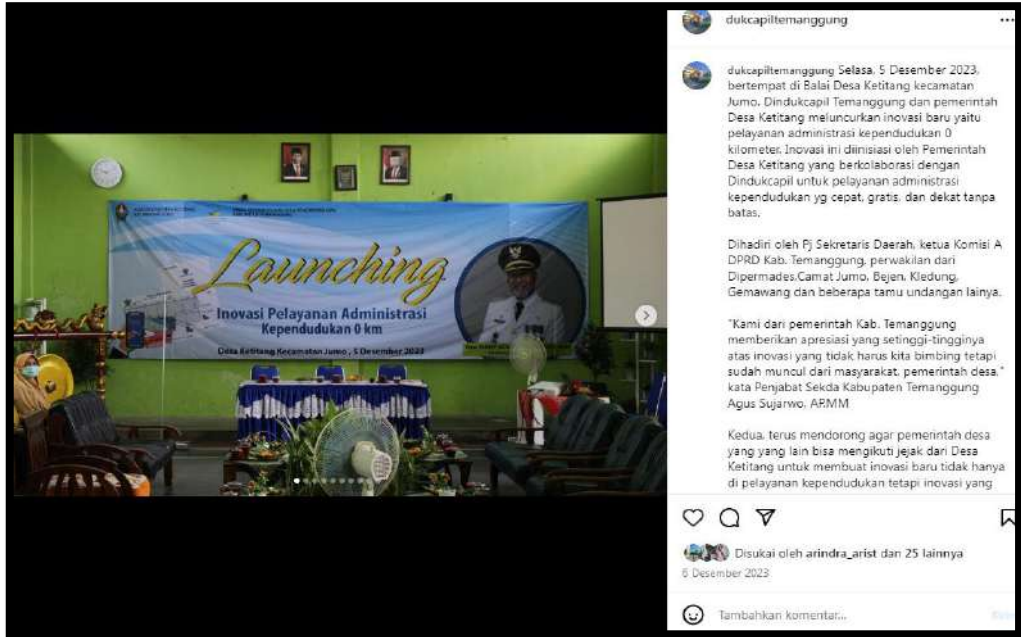 Launching
Inovasi Pelayanan Administrasi
Kependudukan 0 km
Desa Ketitang Kecamatan Jumo , 5 Desember 2023
dukcapiltemanggung
dukcapiltemanggung Selasa, 5 Desember 2023,
bertempat di Balai Desa Ketitang kecamatan
Jumo. Dindukcapil Temanggung dan pemerintah
Desa Ketitang meluncurkan inovasi baru yaitu
pelayanan administrasi kependudukan 0
kilometer. Inovasi ini diinisiasi oleh Pemerintah
Desa Ketitang yang berkolaborasi dengan
Dindukcapil untuk pelayanan administrasi
kependudukan yg cepat, gratis, dan dekat tanpa
batas.
Dihadiri oleh Pj Sekretaris Daerah, ketua Komisi A
DPRD Kab. Temanggung, perwakilan dari
Dipermades,Camat Jumo, Bejen, Kledung,
Gemawang dan beberapa tamu undangan lainya.
"Kami dari pemerintah Kab. Temanggung
memberikan apresiasi yang setinggi-tingginya
atas inovasi yang tidak harus kita bimbing tetapi
sudah muncul dari masyarakat, pemerintah desa,"
kata Penjabat Sekda Kabupaten Temanggung
Agus Sujarwo, AP,MM
Kedua, terus mendorong agar pemerintah desa
yang yang lain bisa mengikuti jejak dari Desa
Ketitang untuk membuat inovasi baru tidak hanya
di pelayanan kependudukan tetapi inovasi yang
Disukai oleh arindra_arist dan 25 lainnya
6 Desember 2023
Tambahkan komentar...